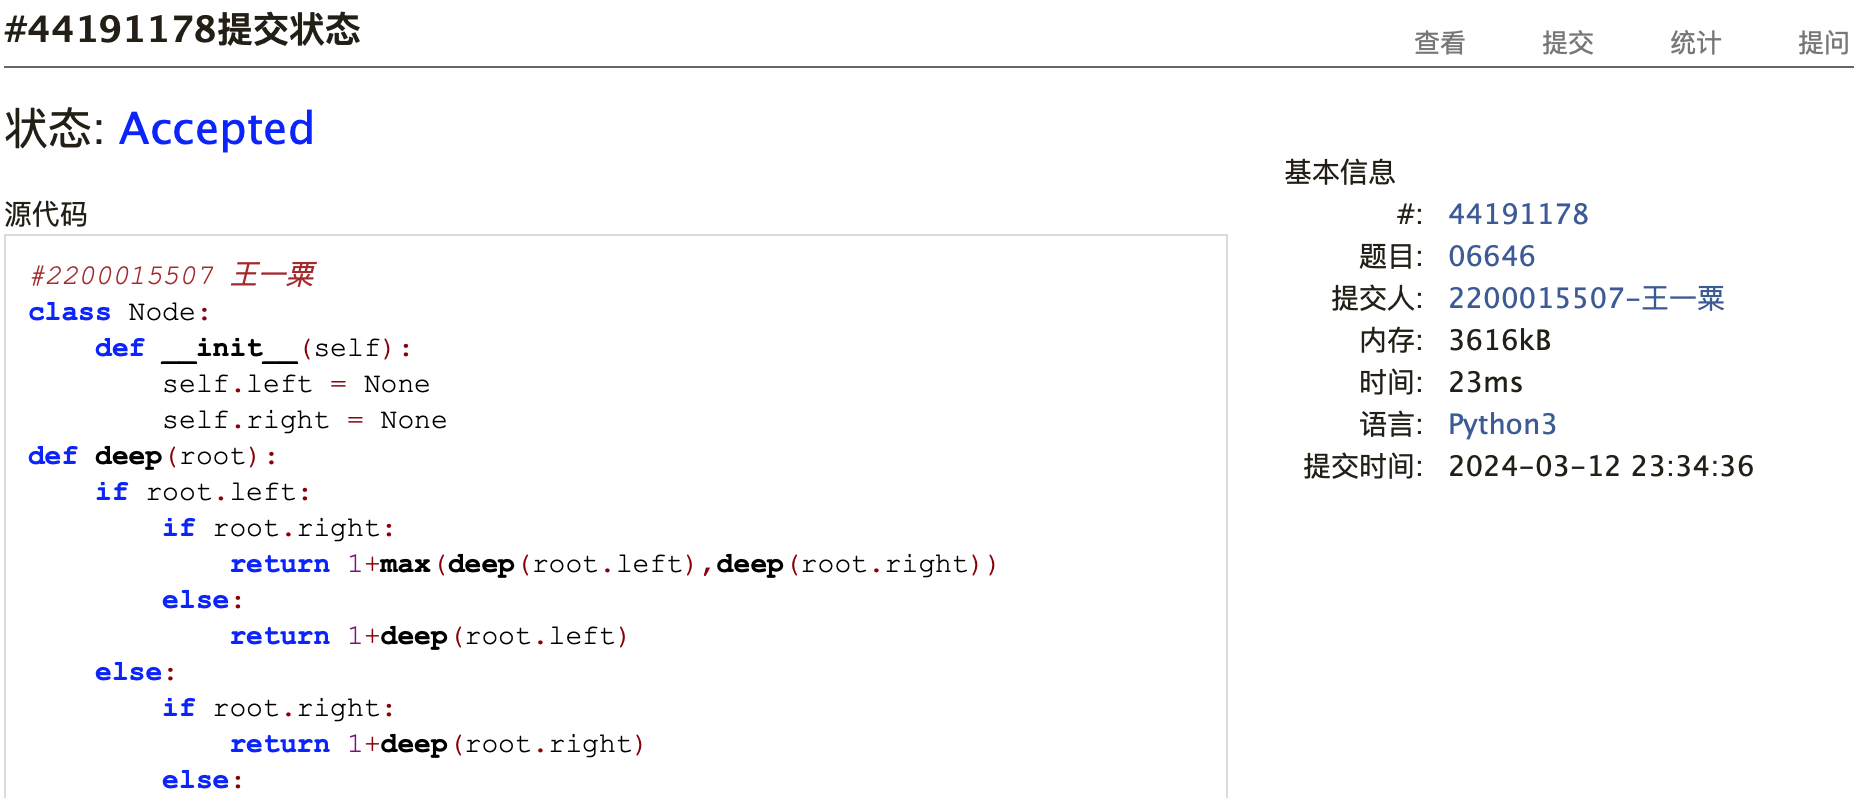 #44191178提交状态
查看 提交 统计 提问
状态: Accepted
源代码
#2200015507 王一粟
class Node:
    def __init__(self):
        self.left = None
        self.right = None
def deep(root):
    if root.left:
        if root.right:
            return 1+max(deep(root.left),deep(root.right))
        else:
            return 1+deep(root.left)
    else:
        if root.right:
            return 1+deep(root.right)
        else:
基本信息
#: 44191178
题目: 06646
提交人: 2200015507-王一粟
内存: 3616kB
时间: 23ms
语言: Python3
提交时间: 2024-03-12 23:34:36